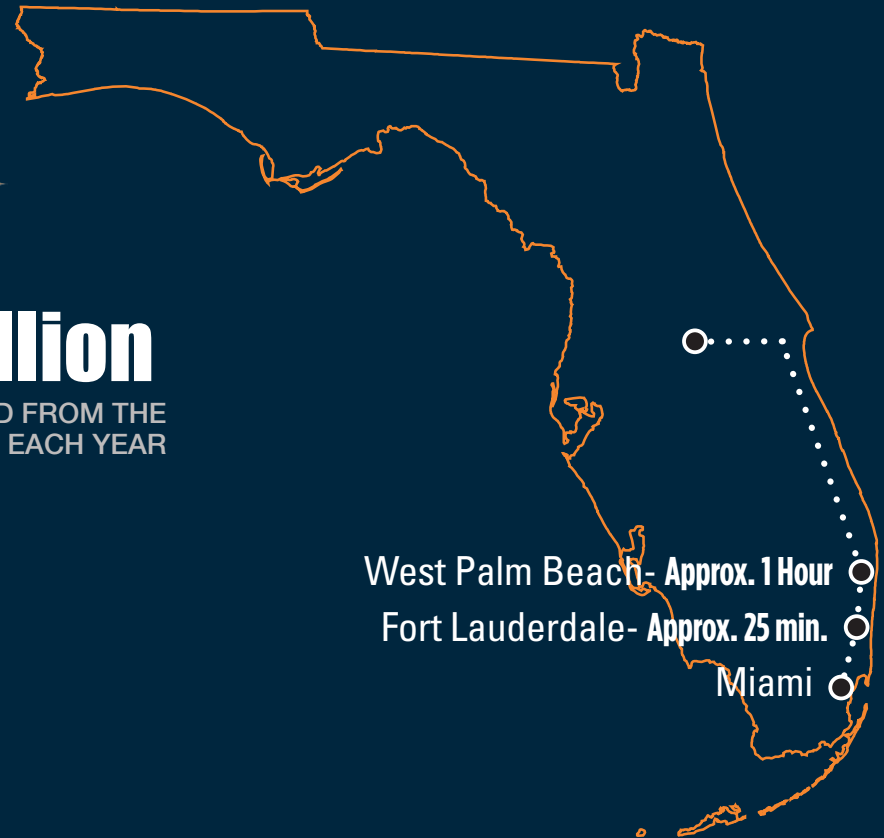 llion
D FROM THE
EACH YEAR
West Palm Beach- Approx. 1 Hour
Fort Lauderdale- Approx. 25 min.
Miami